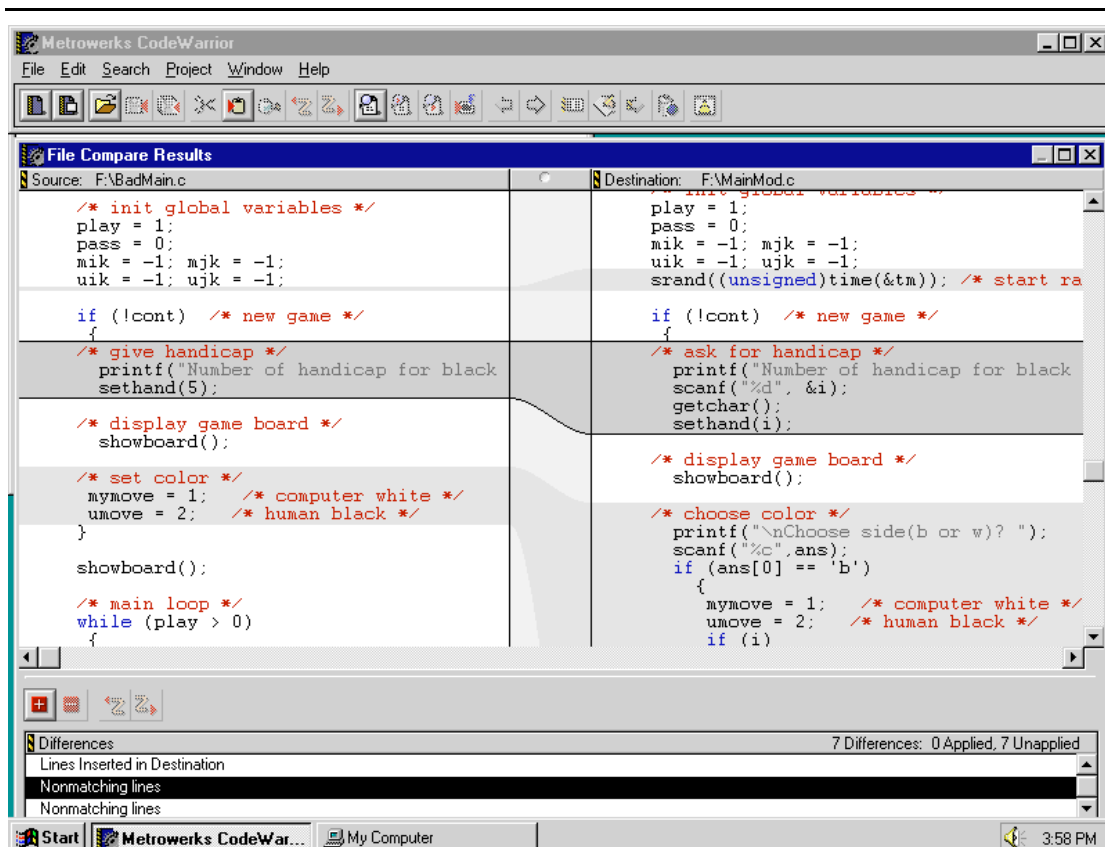 Metrowerks CodeWarrior
File Edit Search Project Window Help
File Compare Results
Source: F:\BadMain.c
Destination: F:\MainMod.c
/* init global variables */
play = 1;
pass = 0;
mik = -1; mjk = -1;
uik = -1; ujk = -1;
if (!cont) /* new game */
{
/* give handicap */
printf("Number of handicap for black
sethand(5);
/* display game board */
showboard();
/* set color */
mymove = 1; /* computer white */
umove = 2; /* human black */
}
showboard();
/* main loop */
while (play > 0)
{
/* init global variables */
play = 1;
pass = 0;
mik = -1; mjk = -1;
uik = -1; ujk = -1;
srand((unsigned)time(&tm)); /* start ra
if (!cont) /* new game */
{
/* ask for handicap */
printf("Number of handicap for black
scanf("%d", &i);
getchar();
sethand(i);
/* display game board */
showboard();
/* choose color */
printf("\nChoose side(b or w)? ");
scanf("%c",ans);
if (ans[0] == 'b')
{
mymove = 1; /* computer white */
umove = 2; /* human black */
if (i)
Differences
7 Differences: 0 Applied, 7 Unapplied
Lines Inserted in Destination
Nonmatching lines
Nonmatching lines
Start
Metrowerks CodeWar...
My Computer
3:58 PM